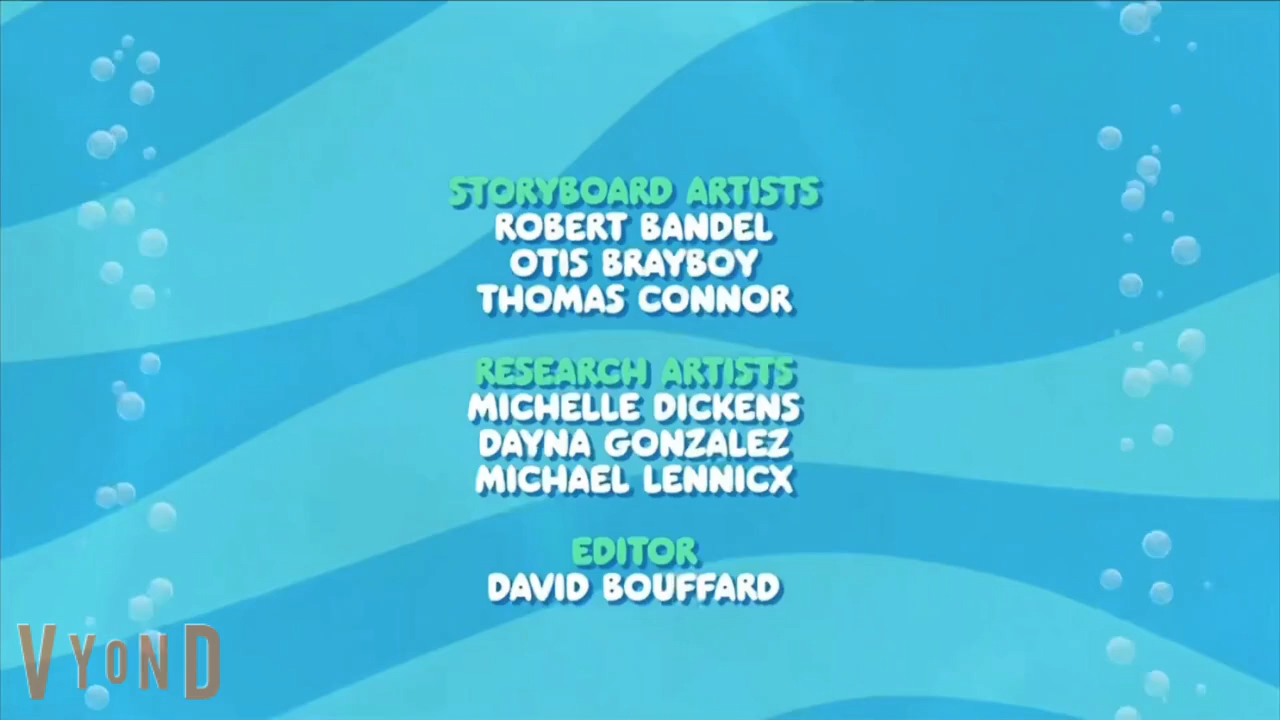 STORYBOARD ARTISTS
ROBERT BANDEL
OTIS BRAYBOY
THOMAS CONNOR
RESEARCH ARTISTS
MICHELLE DICKENS
DAYNA GONZALEZ
MICHAEL LENNICX
EDITOR
DAVID BOUFFARD
VYOND